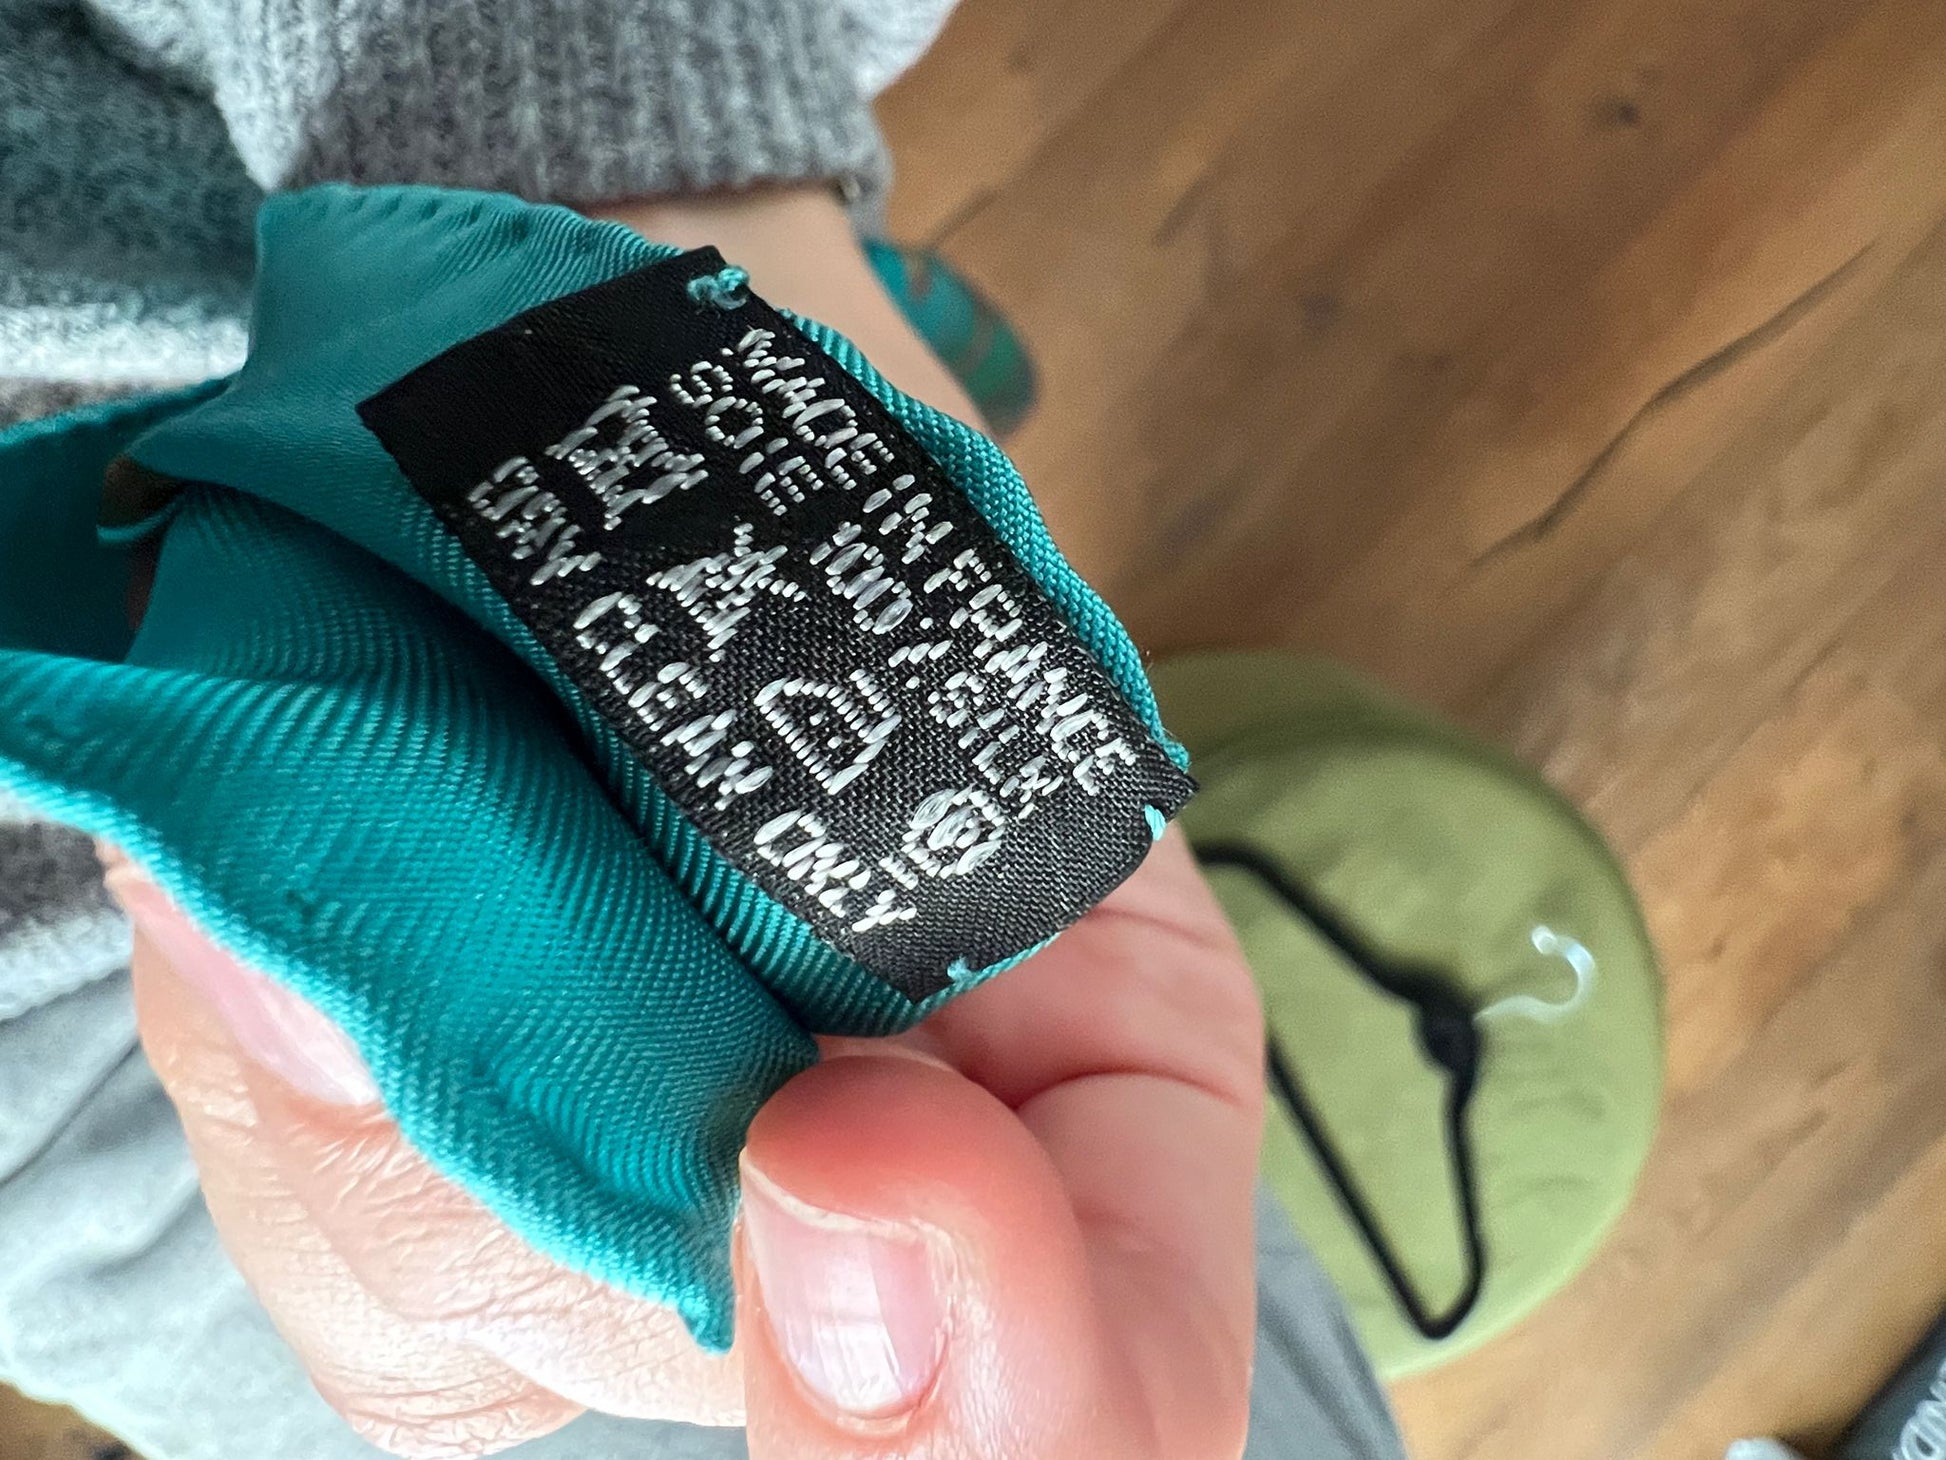 MADE IN FRANCE
SOIE 100% SILK
P
DRY CLEAN ONLY